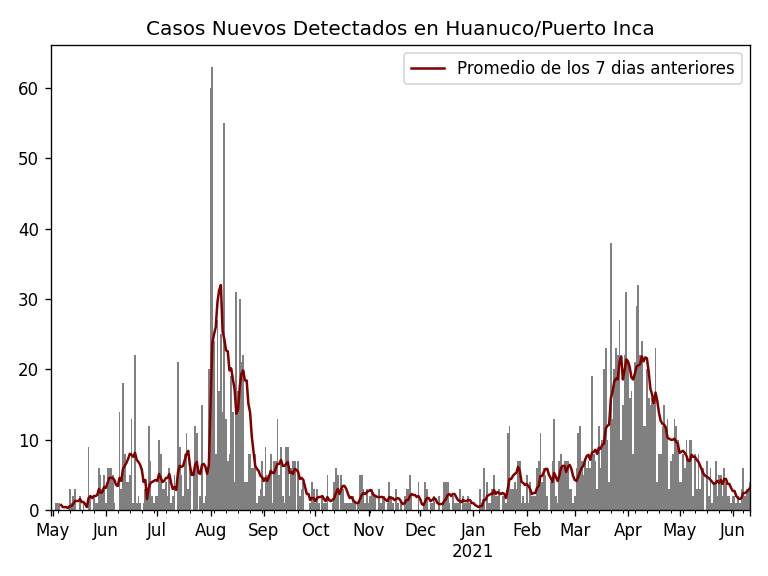 Casos Nuevos Detectados en Huanuco/Puerto Inca
Promedio de los 7 dias anteriores
60
50
40
30
20
10
0
May Jun Jul Aug Sep Oct Nov Dec Jan Feb Mar Apr May Jun
2021